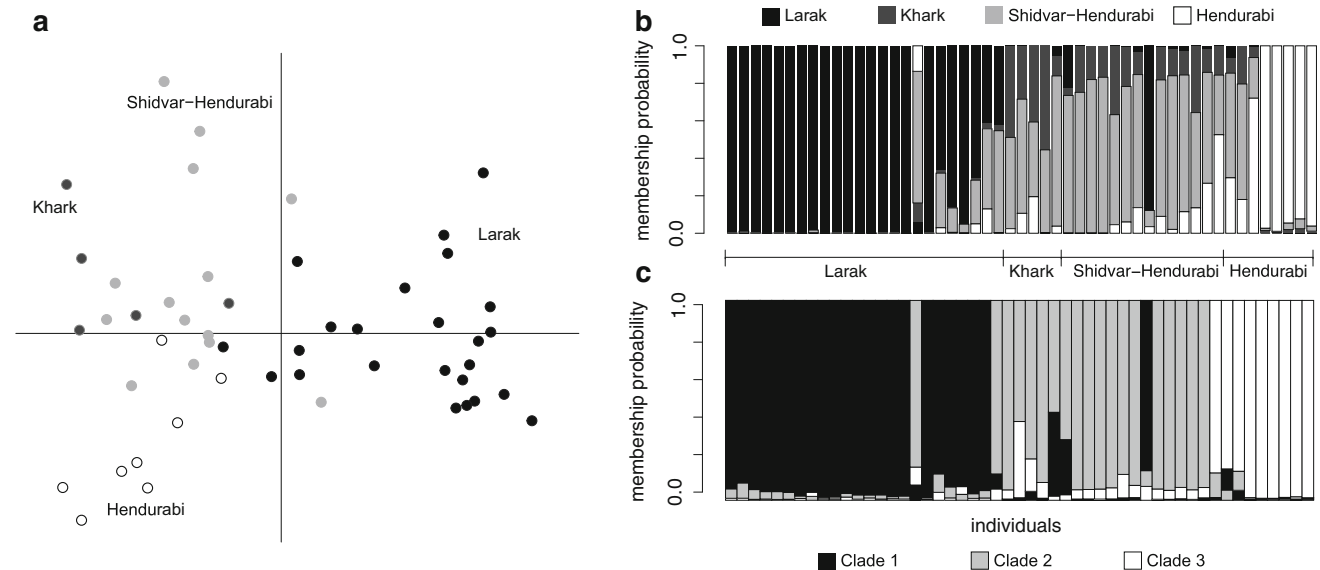 a
Shidvar−Hendurabi
Khark
Larak
Hendurabi
b
Larak Khark Shidvar−Hendurabi Hendurabi
membership probability
1.0
0.0
Larak Khark Shidvar−Hendurabi Hendurabi
c
membership probability
1.0
0.0
individuals
Clade 1 Clade 2 Clade 3